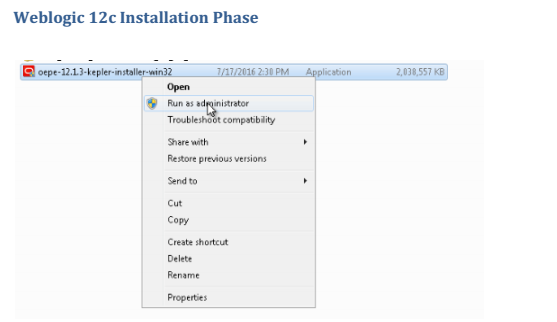 Weblogic 12c Installation Phase
oepe-12.1.3-kepler-installer-win32 7/17/2016 2:38 PM Application 2,038,557 KB
Open
Run as administrator
Troubleshoot compatibility
Share with
Restore previous versions
Send to
Cut
Copy
Create shortcut
Delete
Rename
Properties